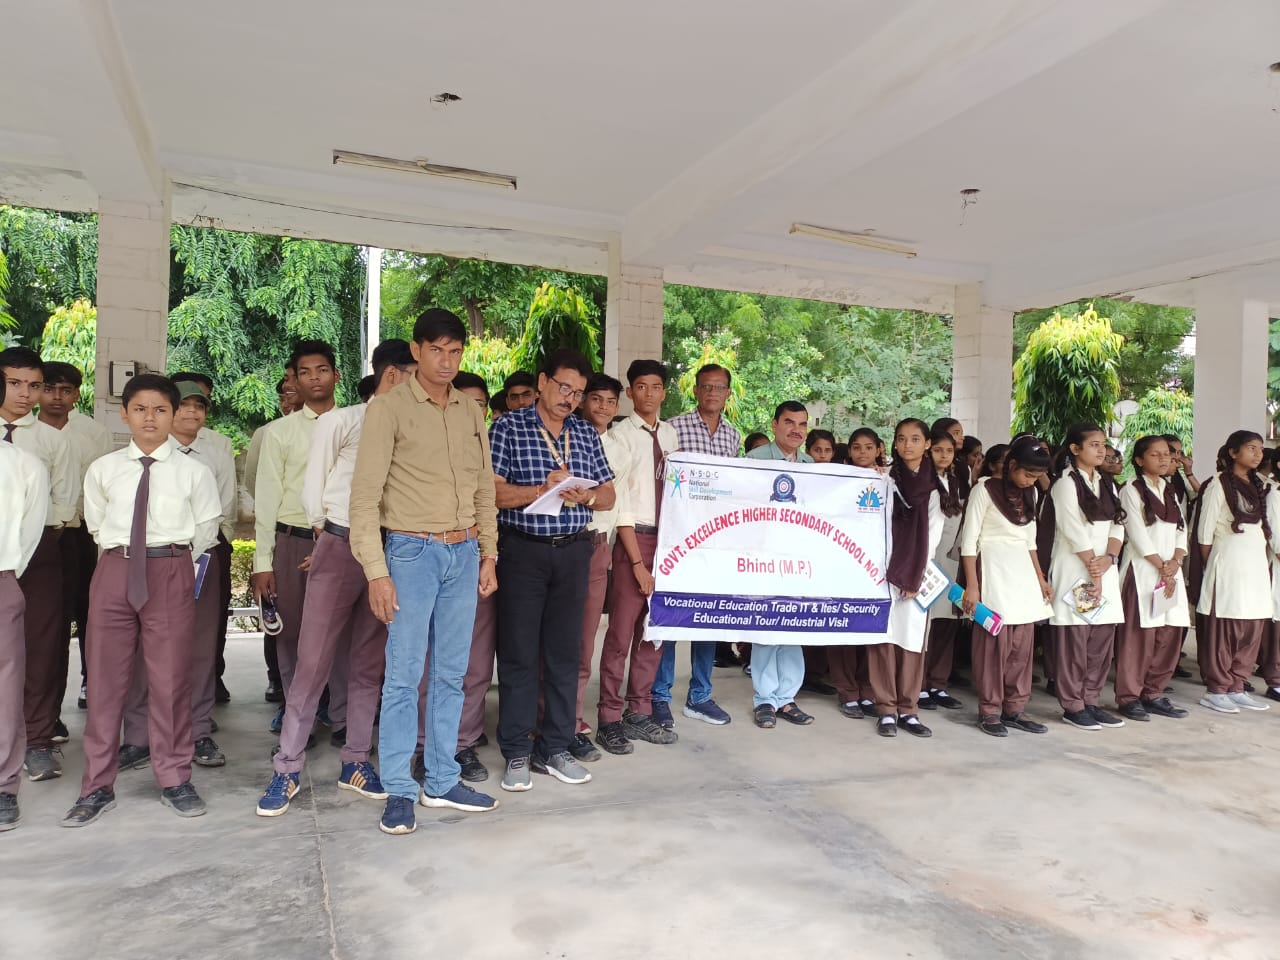 N·S·D·C
National
Skill Development
Corporation
GOVT. EXCELLENCE HIGHER SECONDARY SCHOOL NO. 1
Bhind (M.P.)
Vocational Education Trade IT & Ites/ Security
Educational Tour/ Industrial Visit